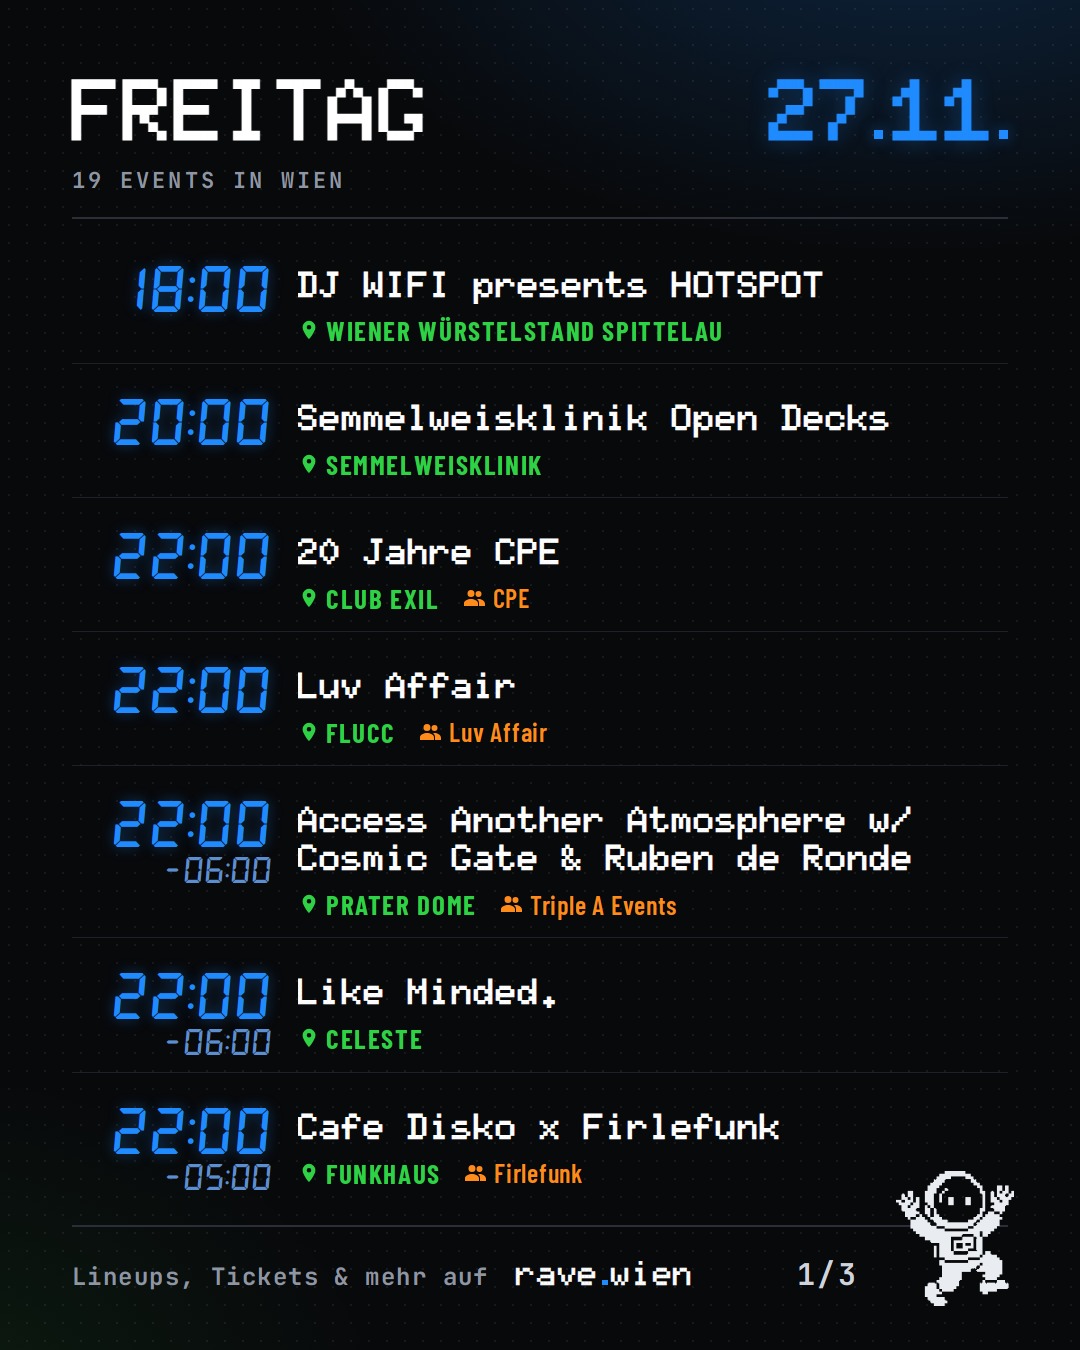 FREITAG 27.11.
19 EVENTS IN WIEN
18:00 DJ WIFI presents HOTSPOT
WIENER WÜRSTELSTAND SPITTELAU
20:00 Semmelweisklinik Open Decks
SEMMELWEISKLINIK
22:00 20 Jahre CPE
CLUB EXIL CPE
22:00 Luv Affair
FLUCC Luv Affair
22:00 Access Another Atmosphere w/
-06:00 Cosmic Gate & Ruben de Ronde
PRATER DOME Triple A Events
22:00 Like Minded.
-06:00 CELESTE
22:00 Cafe Disko x Firlefunk
-05:00 FUNKHAUS Firlefunk
Lineups, Tickets & mehr auf rave.wien 1/3